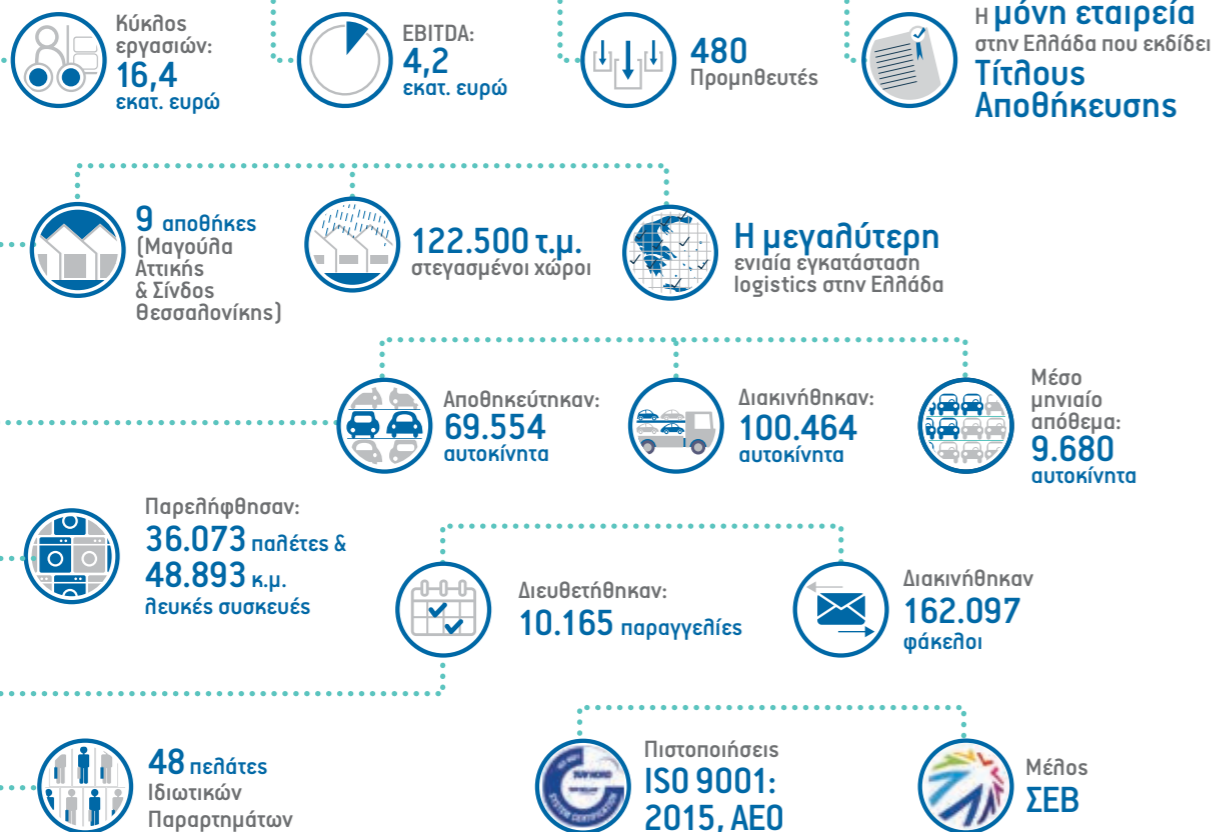 Κύκλος
εργασιών:
16,4
εκατ. ευρώ
EBITDA:
4,2
εκατ. ευρώ
480
Προμηθευτές
Η μόνη εταιρεία
στην Ελλάδα που εκδίδει
Τίτλους
Αποθήκευσης
9 αποθήκες
(Μαγούλα
Αττικής
& Σίνδος
Θεσσαλονίκης)
122.500 τ.μ.
στεγασμένοι χώροι
Η μεγαλύτερη
ενιαία εγκατάσταση
logistics στην Ελλάδα
Αποθηκεύτηκαν:
69.554
αυτοκίνητα
Διακινήθηκαν:
100.464
αυτοκίνητα
Μέσο
μηνιαίο
απόθεμα:
9.680
αυτοκίνητα
Παρελήφθησαν:
36.073 παλέτες &
48.893 κ.μ.
λευκές συσκευές
Διευθετήθηκαν:
10.165 παραγγελίες
Διακινήθηκαν
162.097
φάκελοι
48 πελάτες
Ιδιωτικών
Παραρτημάτων
TUV NORD
SYSTEM CERTIFICATION
Πιστοποιήσεις
ISO 9001:
2015, AEO
Μέλος
ΣΕΒ